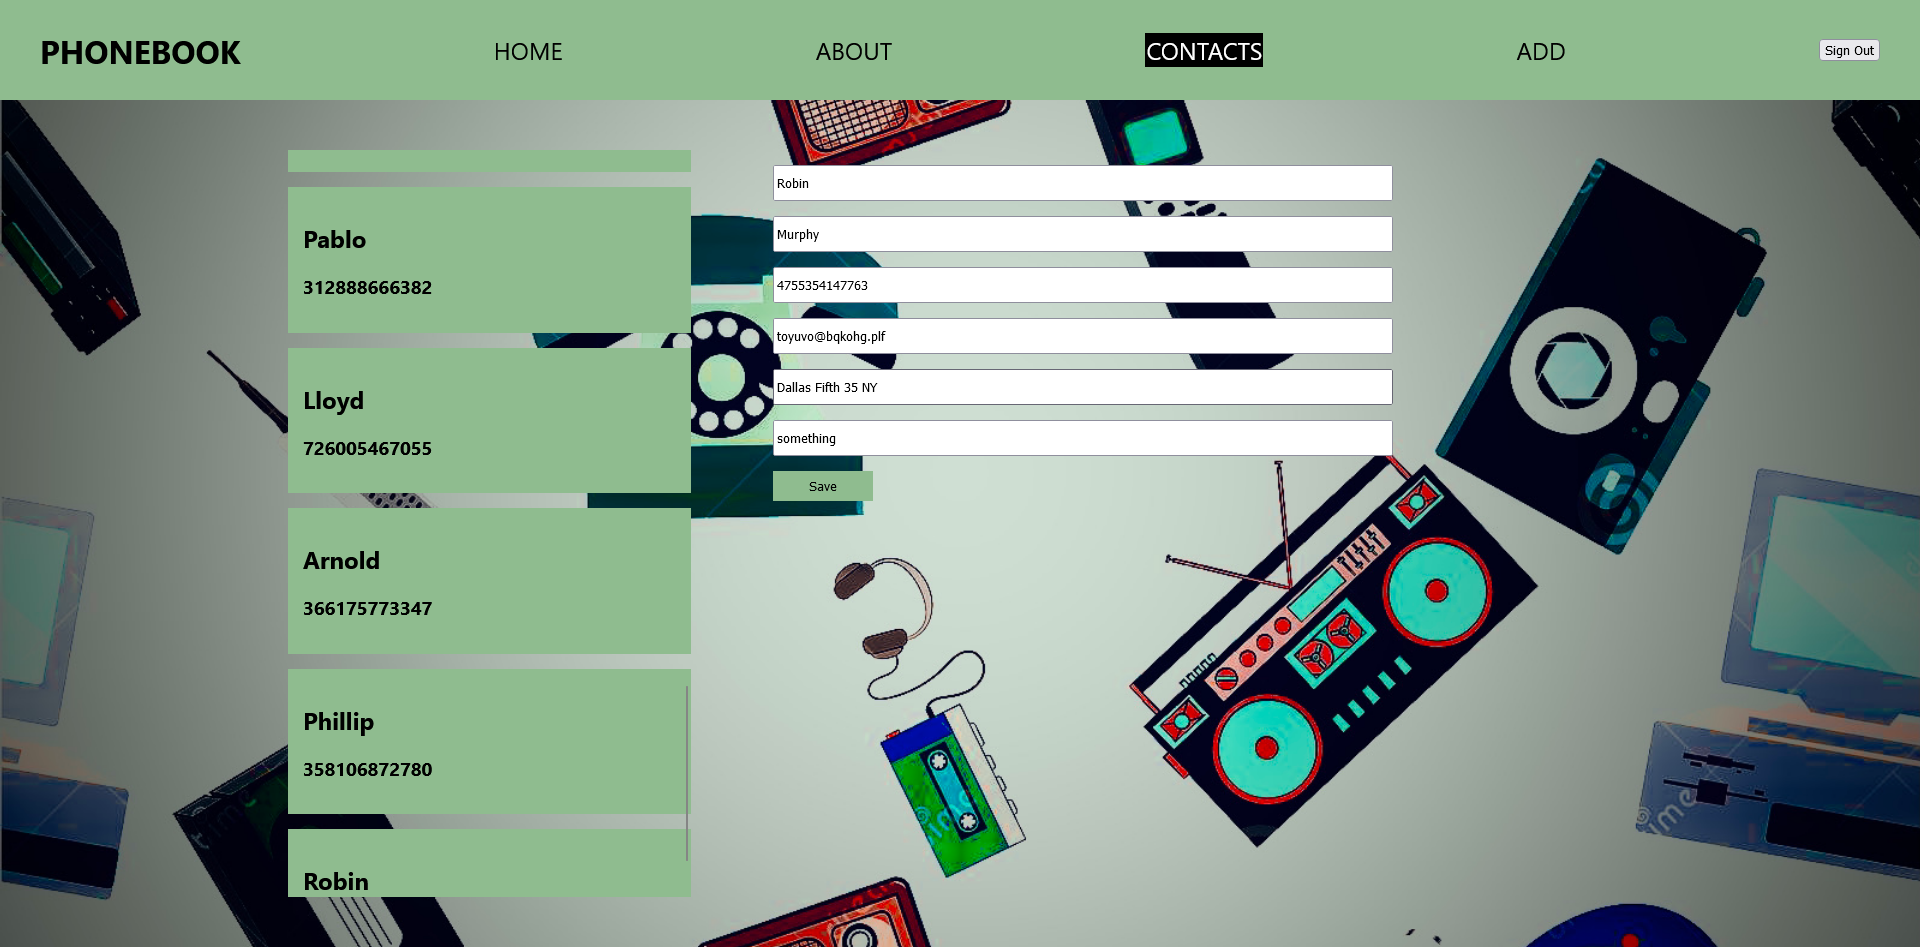 PHONEBOOK
HOME
ABOUT
CONTACTS
ADD
Sign Out
Pablo
312888666382
Lloyd
726005467055
Arnold
366175773347
Phillip
358106872780
Robin
Robin
Murphy
4755354147763
toyuvo@bqkohg.plf
Dallas Fifth 35 NY
something
Save